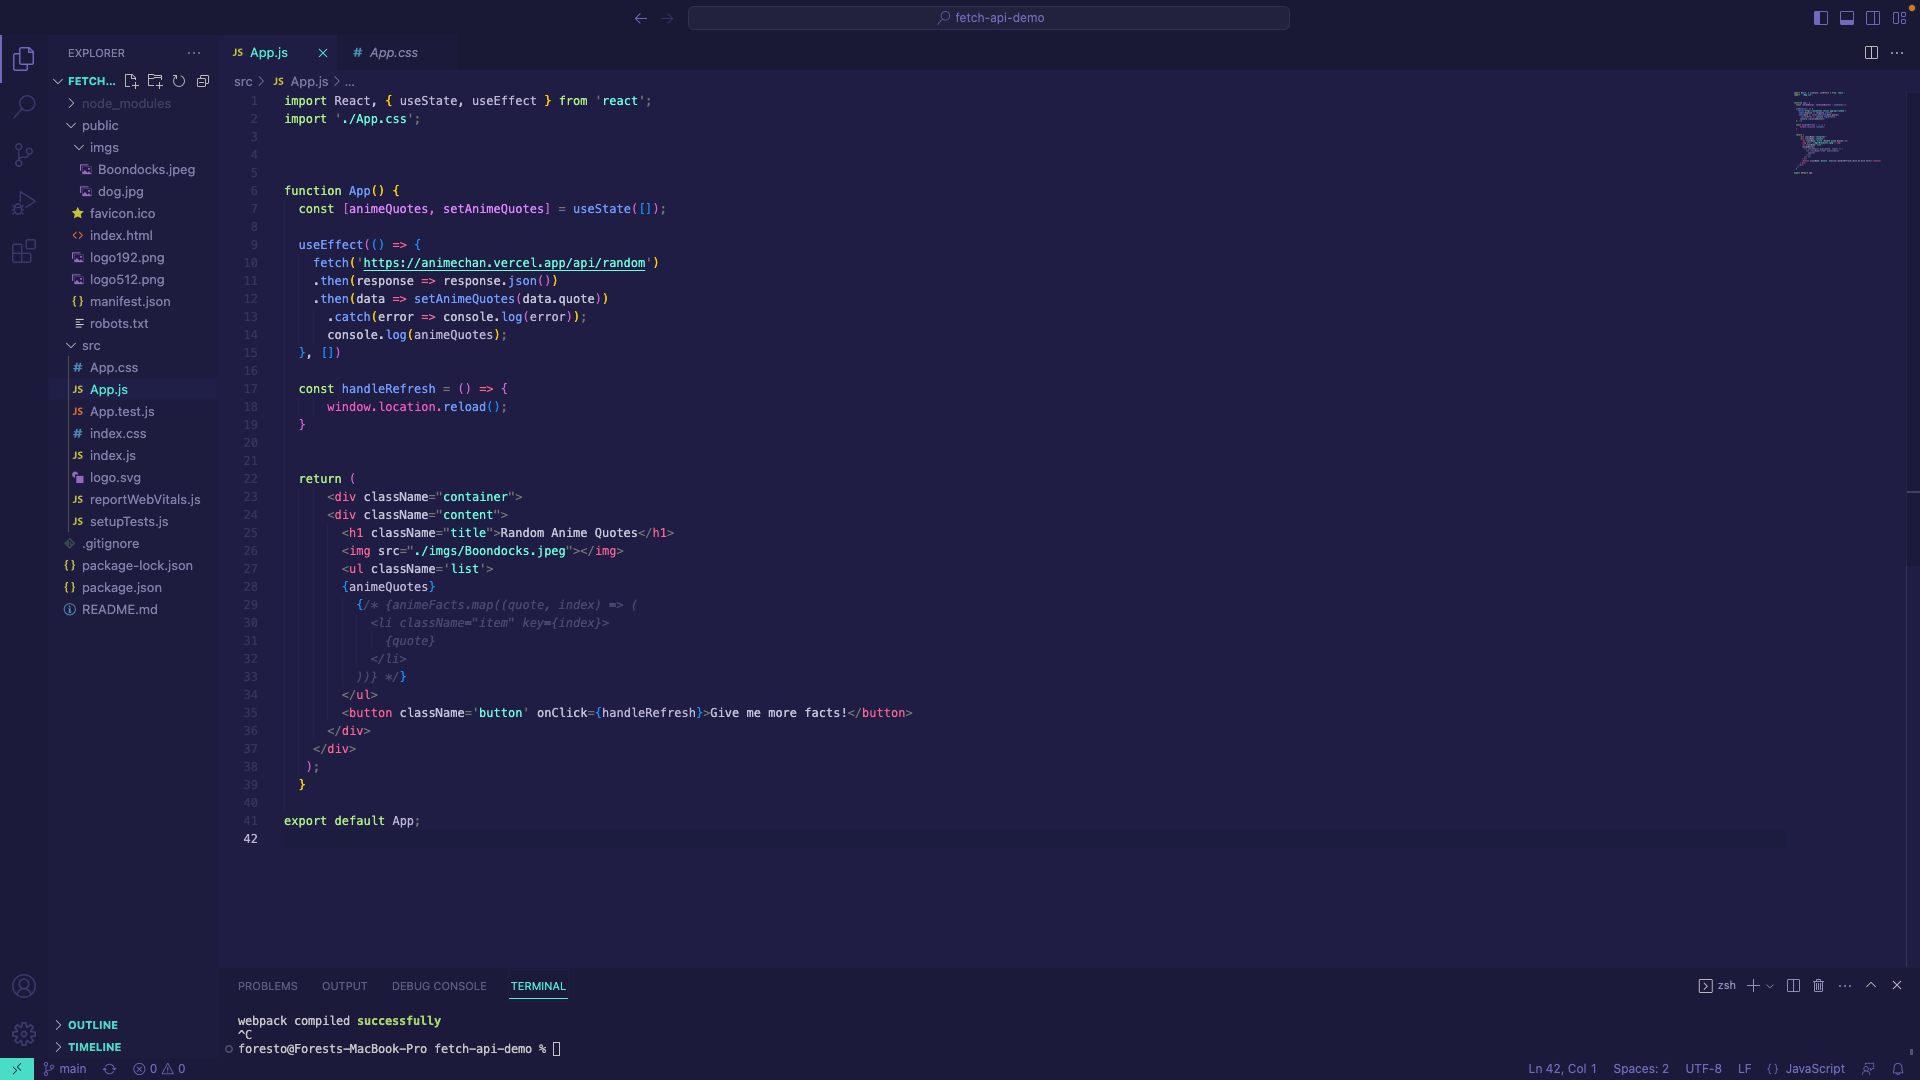 fetch-api-demo
EXPLORER
JS App.js
# App.css
FETCH...
src > JS App.js > ...
node_modules
public
imgs
Boondocks.jpeg
dog.jpg
favicon.ico
index.html
logo192.png
logo512.png
manifest.json
robots.txt
src
# App.css
JS App.js
JS App.test.js
# index.css
JS index.js
logo.svg
JS reportWebVitals.js
JS setupTests.js
.gitignore
{} package-lock.json
{} package.json
README.md
OUTLINE
TIMELINE
1 import React, { useState, useEffect } from 'react';
2 import './App.css';
3
4
5
6 function App() {
7 const [animeQuotes, setAnimeQuotes] = useState([]);
8
9 useEffect(() => {
10 fetch('https://animechan.vercel.app/api/random')
11 .then(response => response.json())
12 .then(data => setAnimeQuotes(data.quote))
13 .catch(error => console.log(error));
14 console.log(animeQuotes);
15 }, [])
16
17 const handleRefresh = () => {
18 window.location.reload();
19 }
20
21
22 return (
23 <div className="container">
24 <div className="content">
25 <h1 className="title">Random Anime Quotes</h1>
26 <img src="./imgs/Boondocks.jpeg"></img>
27 <ul className='list'>
28 {animeQuotes}
29 {/* {animeFacts.map((quote, index) => (
30 <li className="item" key={index}>
31 {quote}
32 </li>
33 ))} */}
34 </ul>
35 <button className='button' onClick={handleRefresh}>Give me more facts!</button>
36 </div>
37 </div>
38 );
39 }
40
41 export default App;
42
PROBLEMS OUTPUT DEBUG CONSOLE TERMINAL
zsh
webpack compiled successfully
^C
foresto@Forests-MacBook-Pro fetch-api-demo %
main 0 0
Ln 42, Col 1 Spaces: 2 UTF-8 LF {} JavaScript